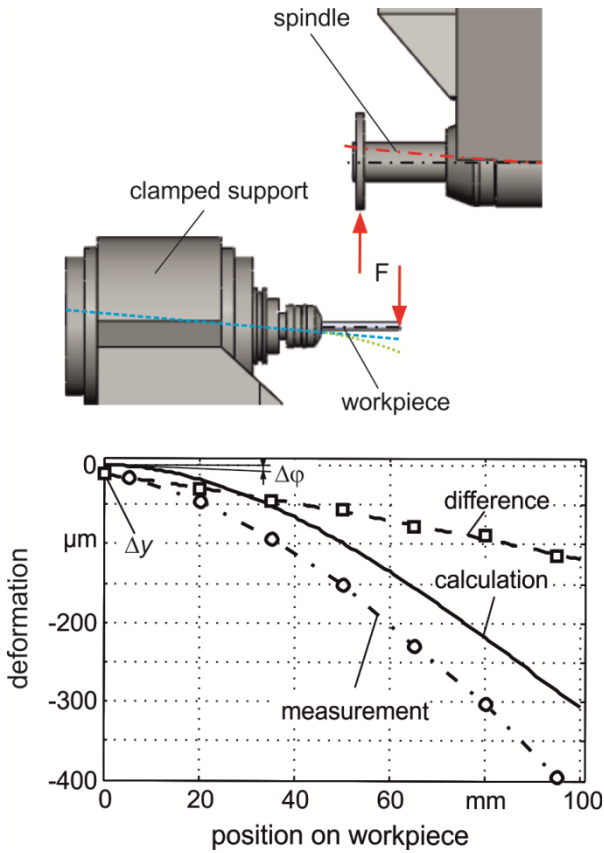 spindle
clamped support
F
workpiece
0
Δφ
difference
µm
Δy
calculation
-200
deformation
measurement
-300
-400
0 20 40 60 mm 100
position on workpiece